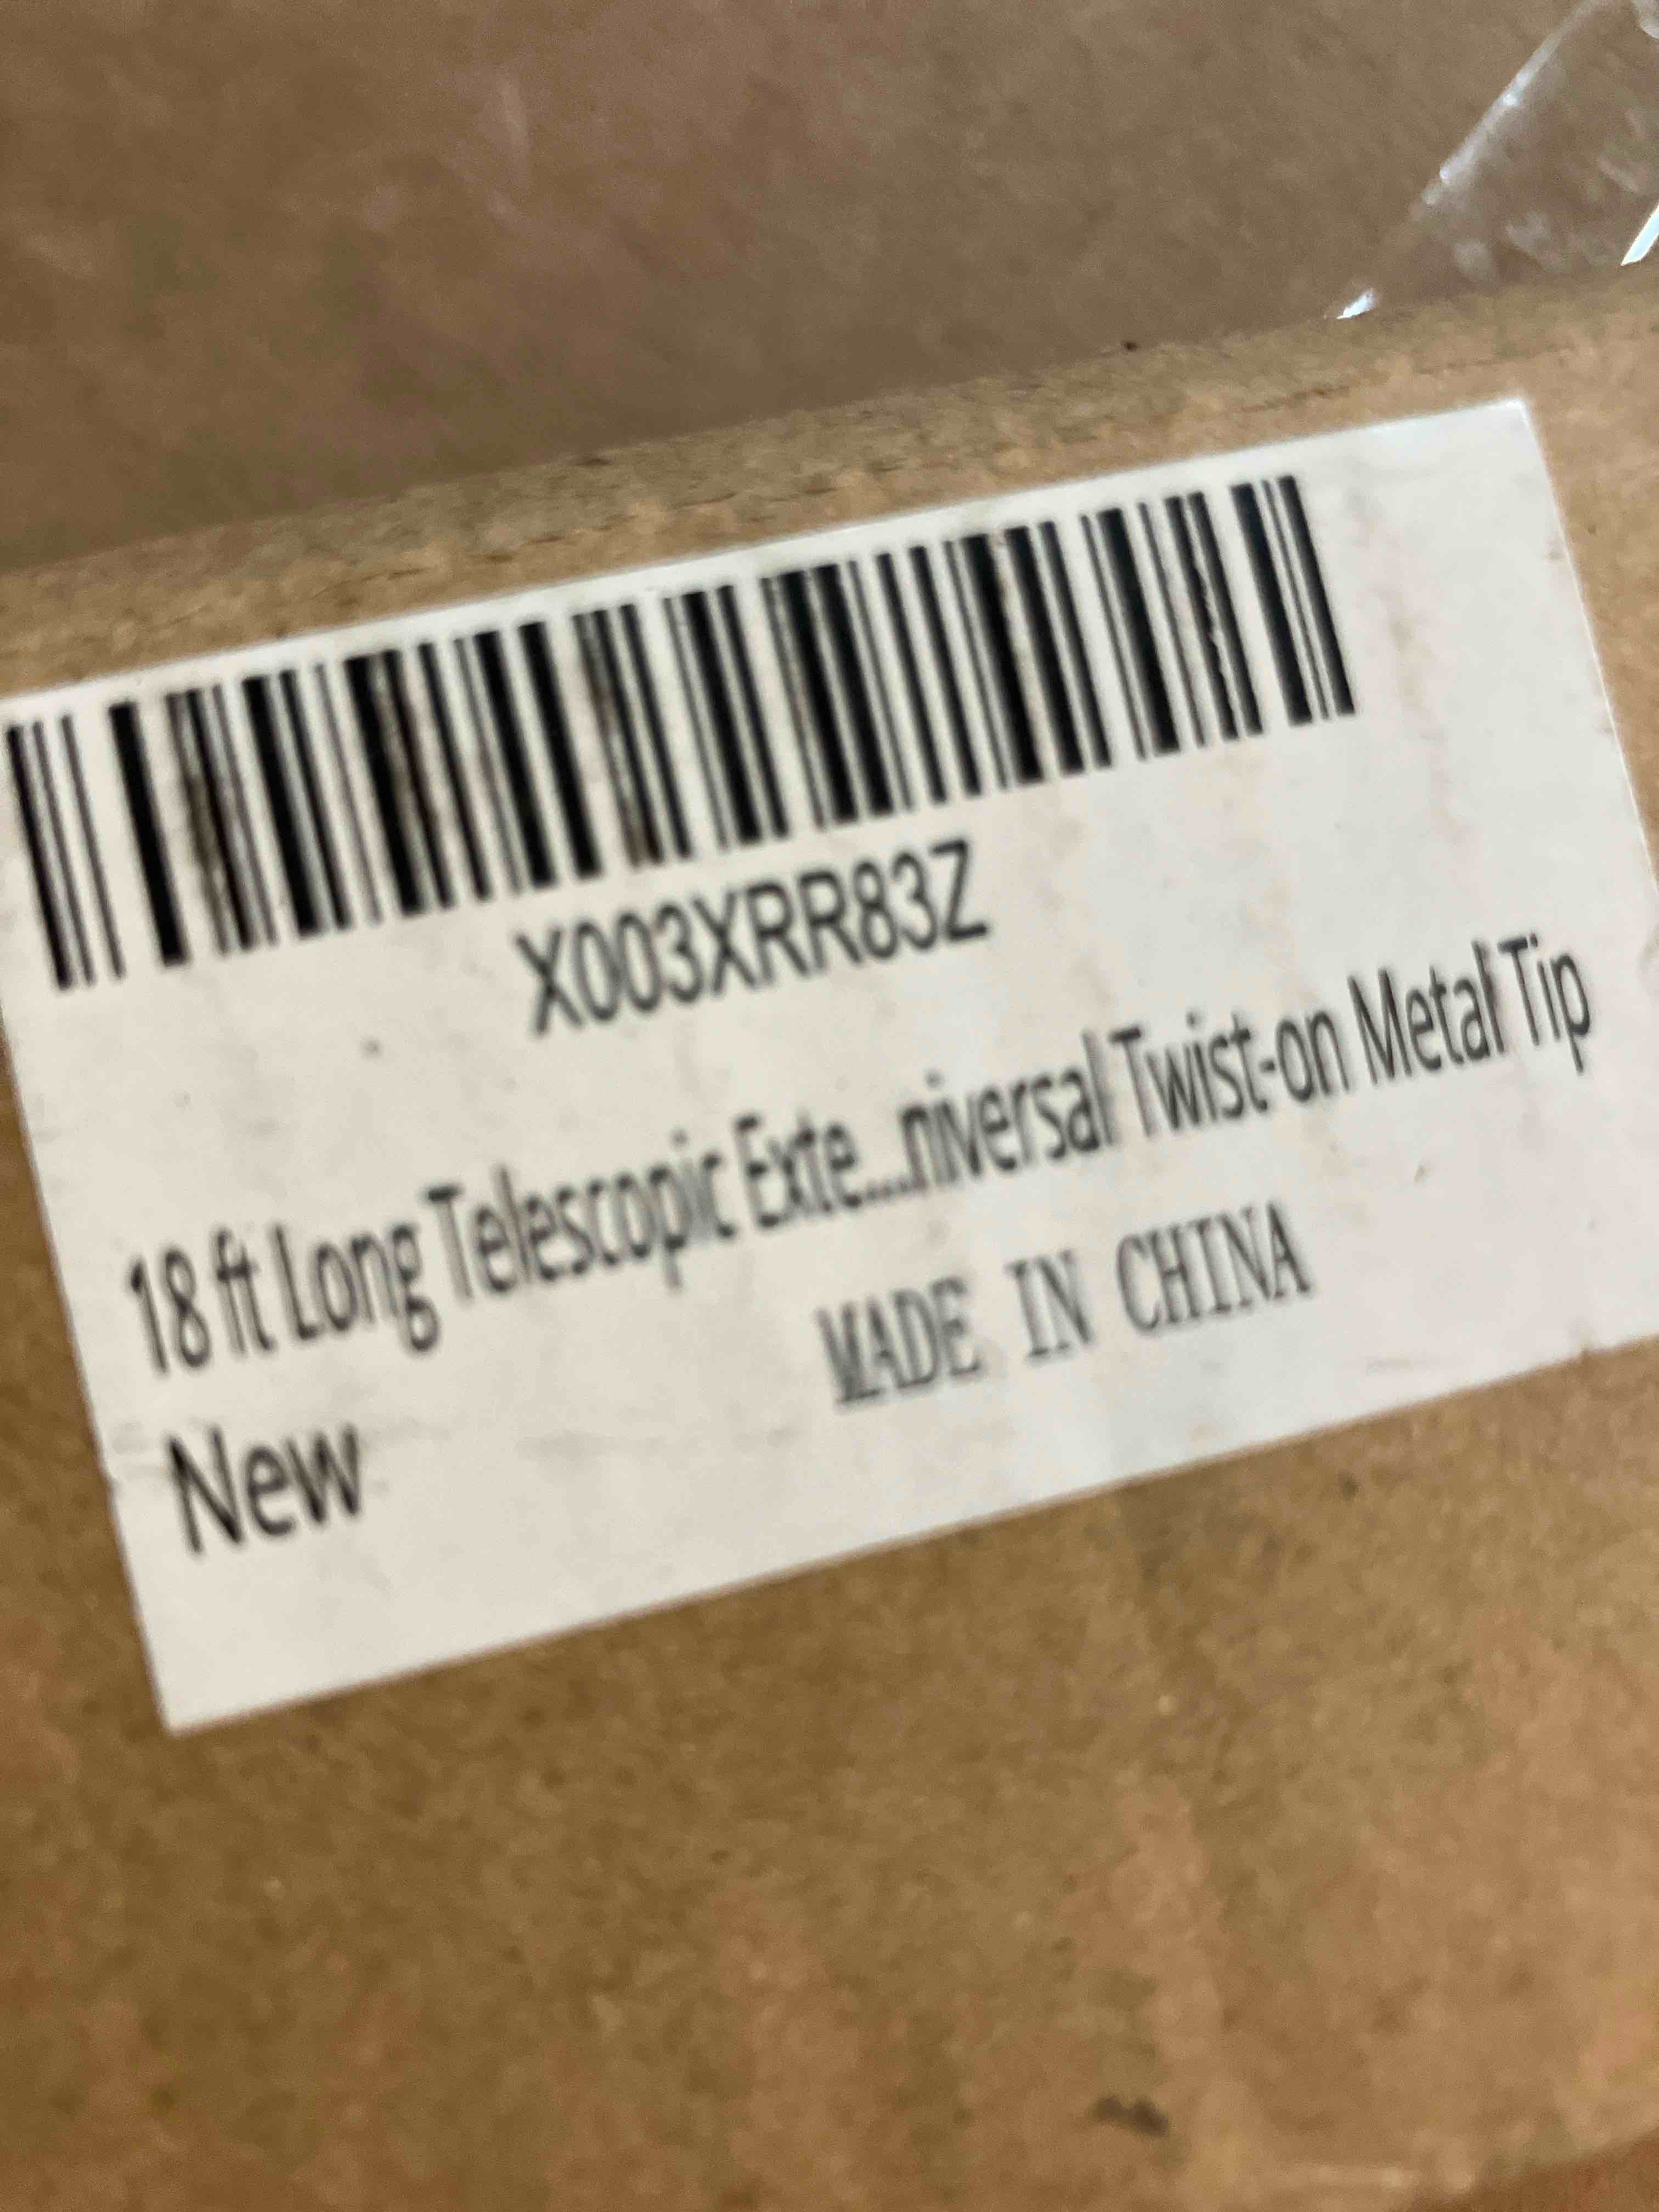 X003XRR83Z
18 ft Long Telescopic Exte...niversal Twist-on Metal Tip
MADE IN CHINA
New